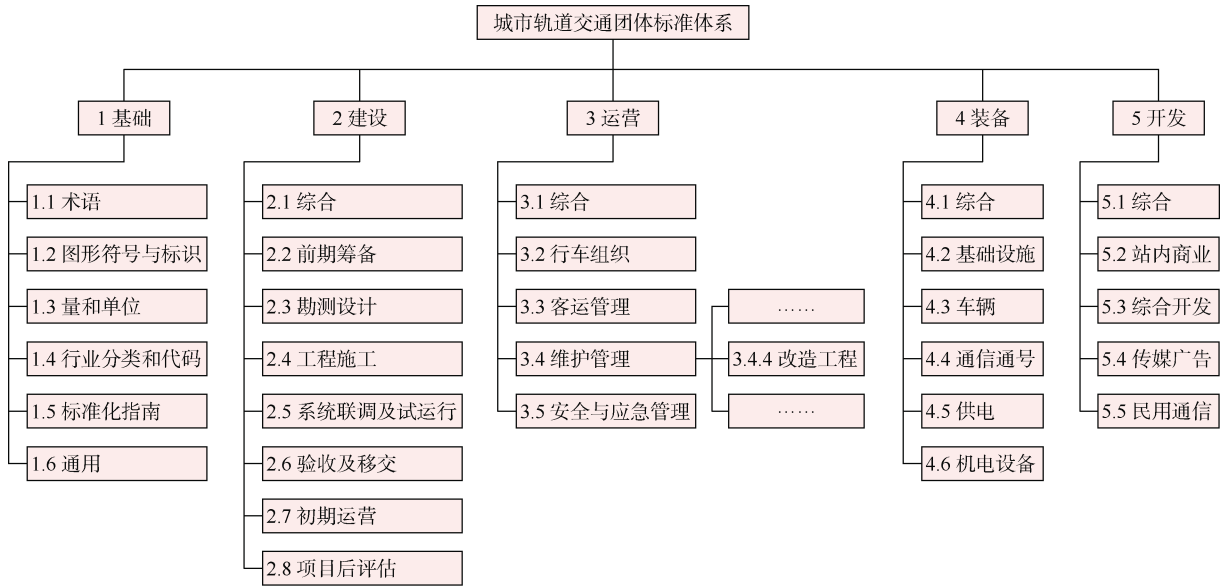 城市轨道交通团体标准体系
1 基础
2 建设
3 运营
4 装备
5 开发
1.1 术语
1.2 图形符号与标识
1.3 量和单位
1.4 行业分类和代码
1.5 标准化指南
1.6 通用
2.1 综合
2.2 前期筹备
2.3 勘测设计
2.4 工程施工
2.5 系统联调及试运行
2.6 验收及移交
2.7 初期运营
2.8 项目后评估
3.1 综合
3.2 行车组织
3.3 客运管理
3.4 维护管理
3.5 安全与应急管理
……
3.4.4 改造工程
……
4.1 综合
4.2 基础设施
4.3 车辆
4.4 通信通号
4.5 供电
4.6 机电设备
5.1 综合
5.2 站内商业
5.3 综合开发
5.4 传媒广告
5.5 民用通信